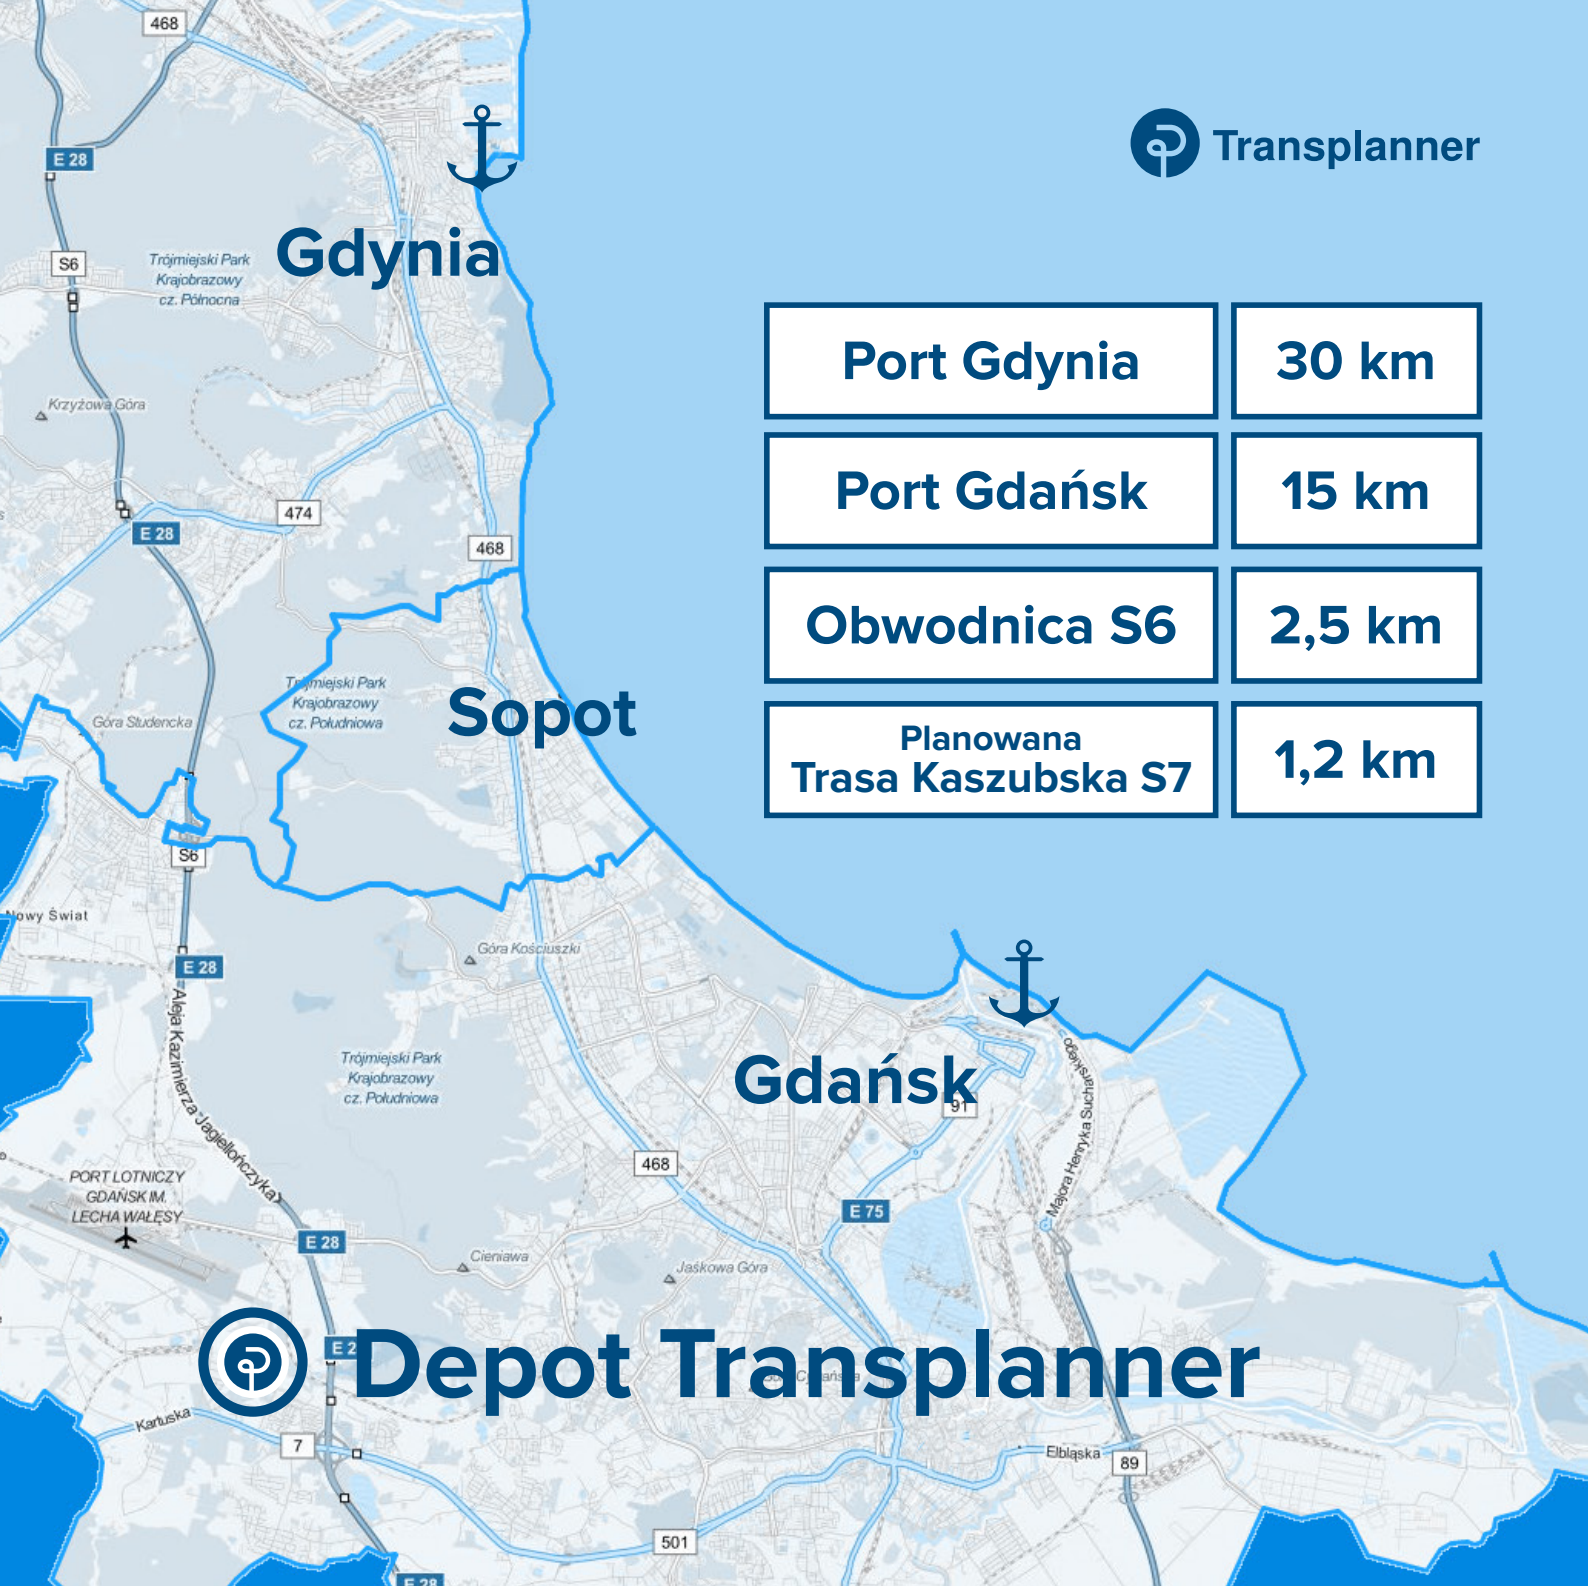 468
Transplanner
E 28
Gdynia
S6
Trójmiejski Park
Krajobrazowy
cz. Północna
Port Gdynia
30 km
Krzyżowa Góra
Port Gdańsk
15 km
474
E 28
468
Obwodnica S6
2,5 km
Trójmiejski Park
Krajobrazowy
cz. Południowa
Sopot
Góra Studencka
Planowana
Trasa Kaszubska S7
1,2 km
S6
Nowy Świat
Góra Kościuszki
E 28
Aleja Kazimierza Jagiellończyka
Trójmiejski Park
Krajobrazowy
cz. Południowa
Gdańsk
91
Majora Henryka Sucharskiego
468
PORT LOTNICZY
GDAŃSK IM.
LECHA WAŁĘSY
E 75
E 28
Cieniawa
Jaśkowa Góra
Depot Transplanner
Kartuska
7
Elbląska
89
501
E 28